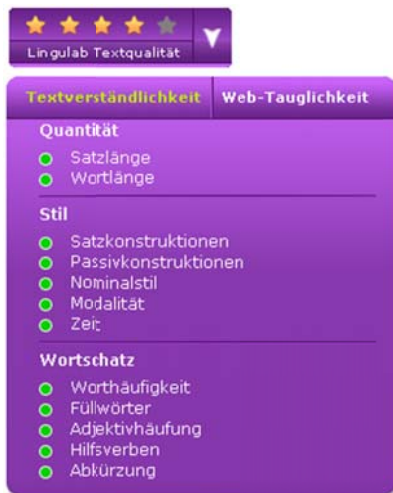 Lingulab Textqualität
Textverständlichkeit Web-Tauglichkeit
Quantität
Satzlänge
Wortlänge
Stil
Satzkonstruktionen
Passivkonstruktionen
Nominalstil
Modalität
Zeit
Wortschatz
Worthäufigkeit
Füllwörter
Adjektivhäufung
Hilfsverben
Abkürzung